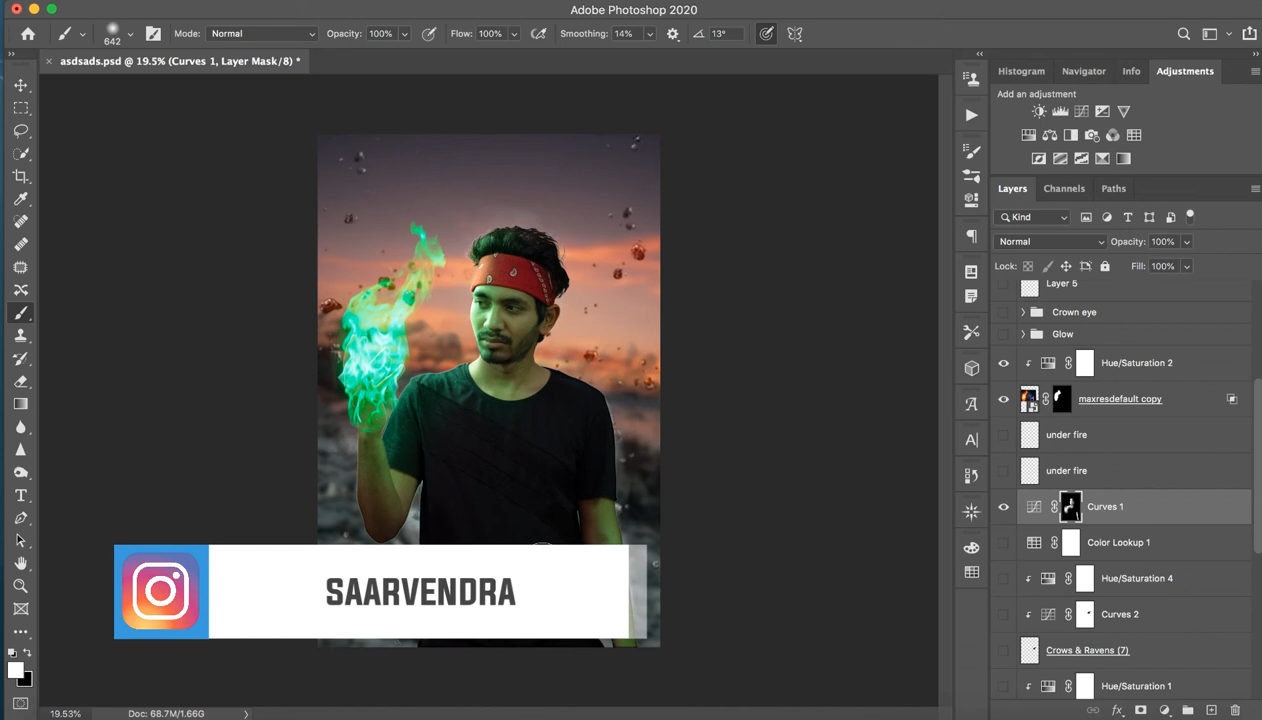 Adobe Photoshop 2020
642
Mode: Normal Opacity: 100% Flow: 100% Smoothing: 14% 13°
asdsads.psd @ 19.5% (Curves 1, Layer Mask/8) *
Histogram Navigator Info Adjustments
Add an adjustment
Layers Channels Paths
Kind
Normal Opacity: 100%
Lock: Fill: 100%
Layer 5
Crown eye
Glow
Hue/Saturation 2
maxresdefault copy
under fire
under fire
Curves 1
Color Lookup 1
Hue/Saturation 4
Curves 2
Crows & Ravens (7)
Hue/Saturation 1
SAARVENDRA
19.53% Doc: 68.7M/1.66G